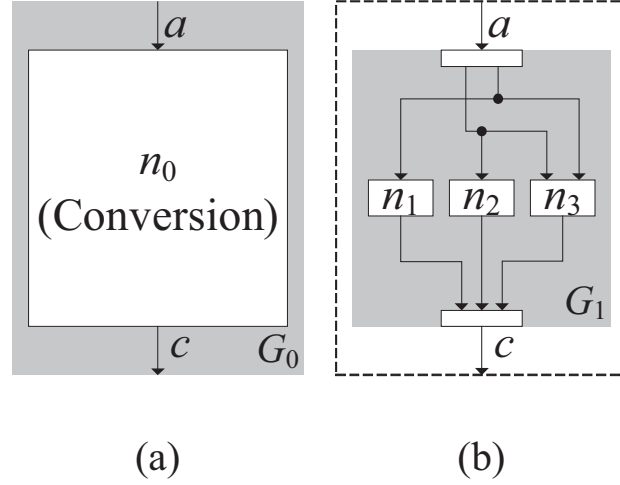 a
n₀
(Conversion)
c
G₀
(a)
a
n₁ n₂ n₃
G₁
c
(b)